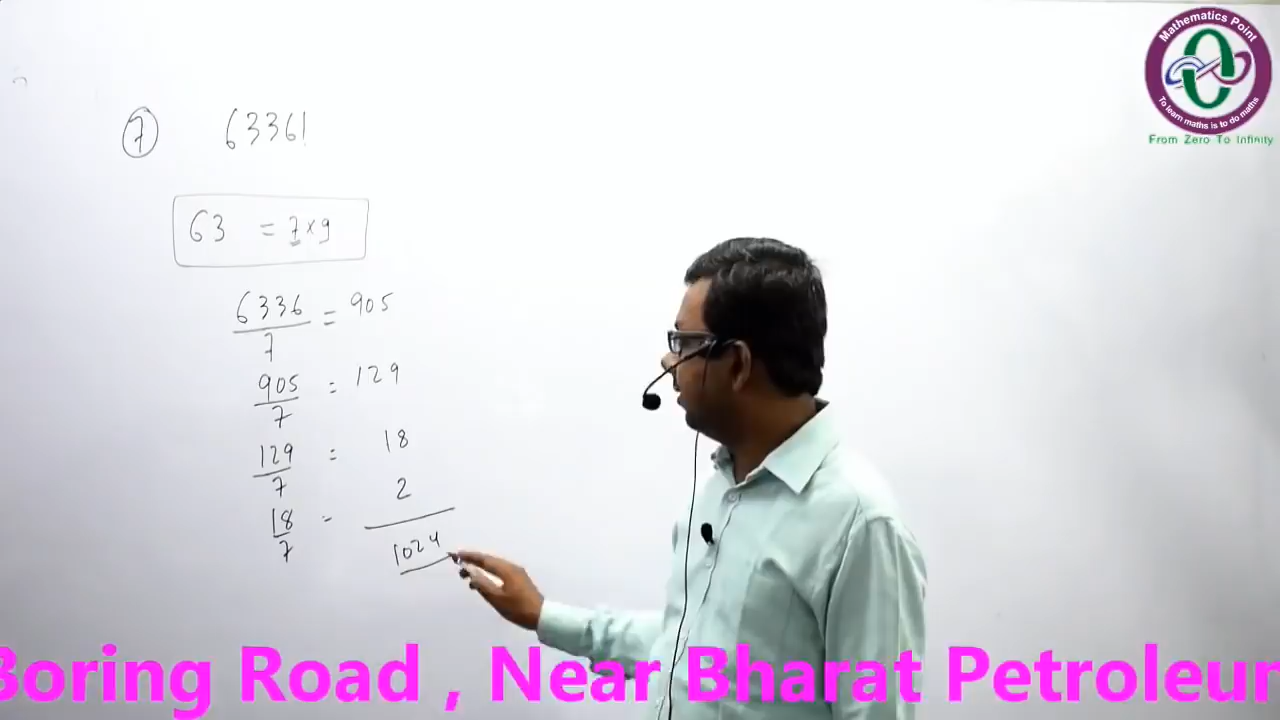 Mathematics Point
To learn maths is to do maths
From Zero To Infinity
7 6336!
63 = 7×9
6336/7 = 905
905/7 = 129
129/7 = 18
2
18/7 =
1024
Boring Road , Near Bharat Petroleum